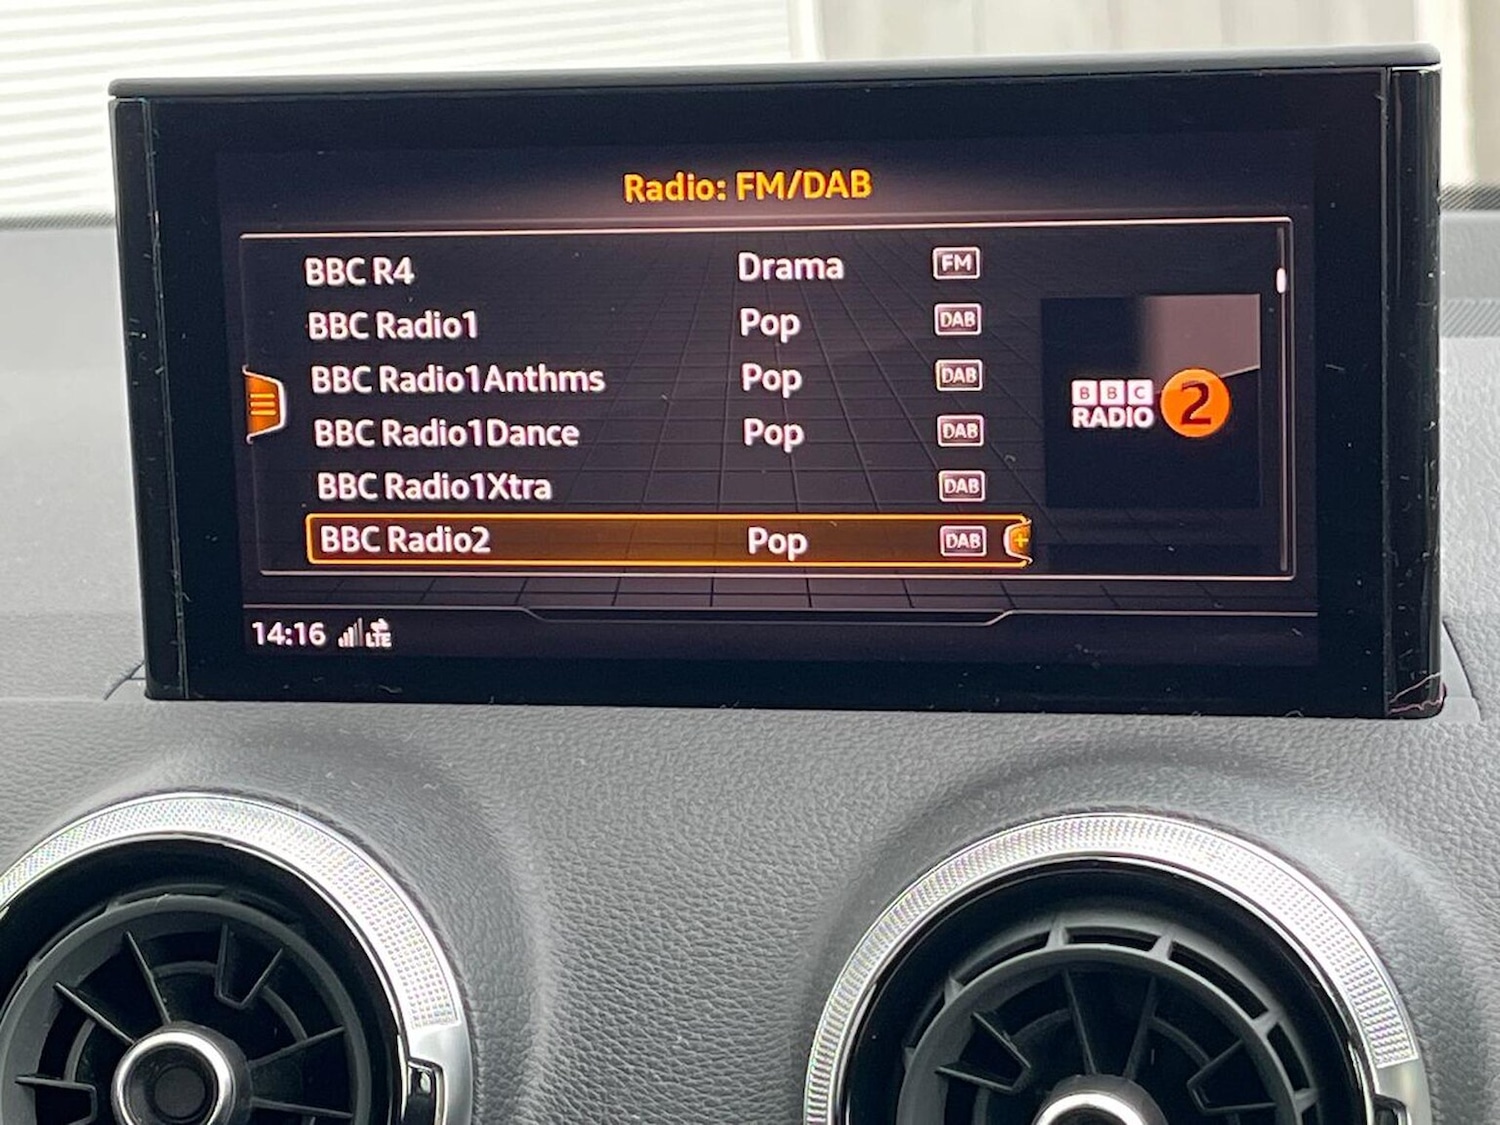 Radio: FM/DAB
BBC R4 Drama FM
BBC Radio1 Pop DAB
BBC Radio1Anthms Pop DAB
BBC Radio1Dance Pop DAB
BBC Radio1Xtra DAB
BBC Radio2 Pop DAB +
BBC
RADIO 2
14:16 LTE